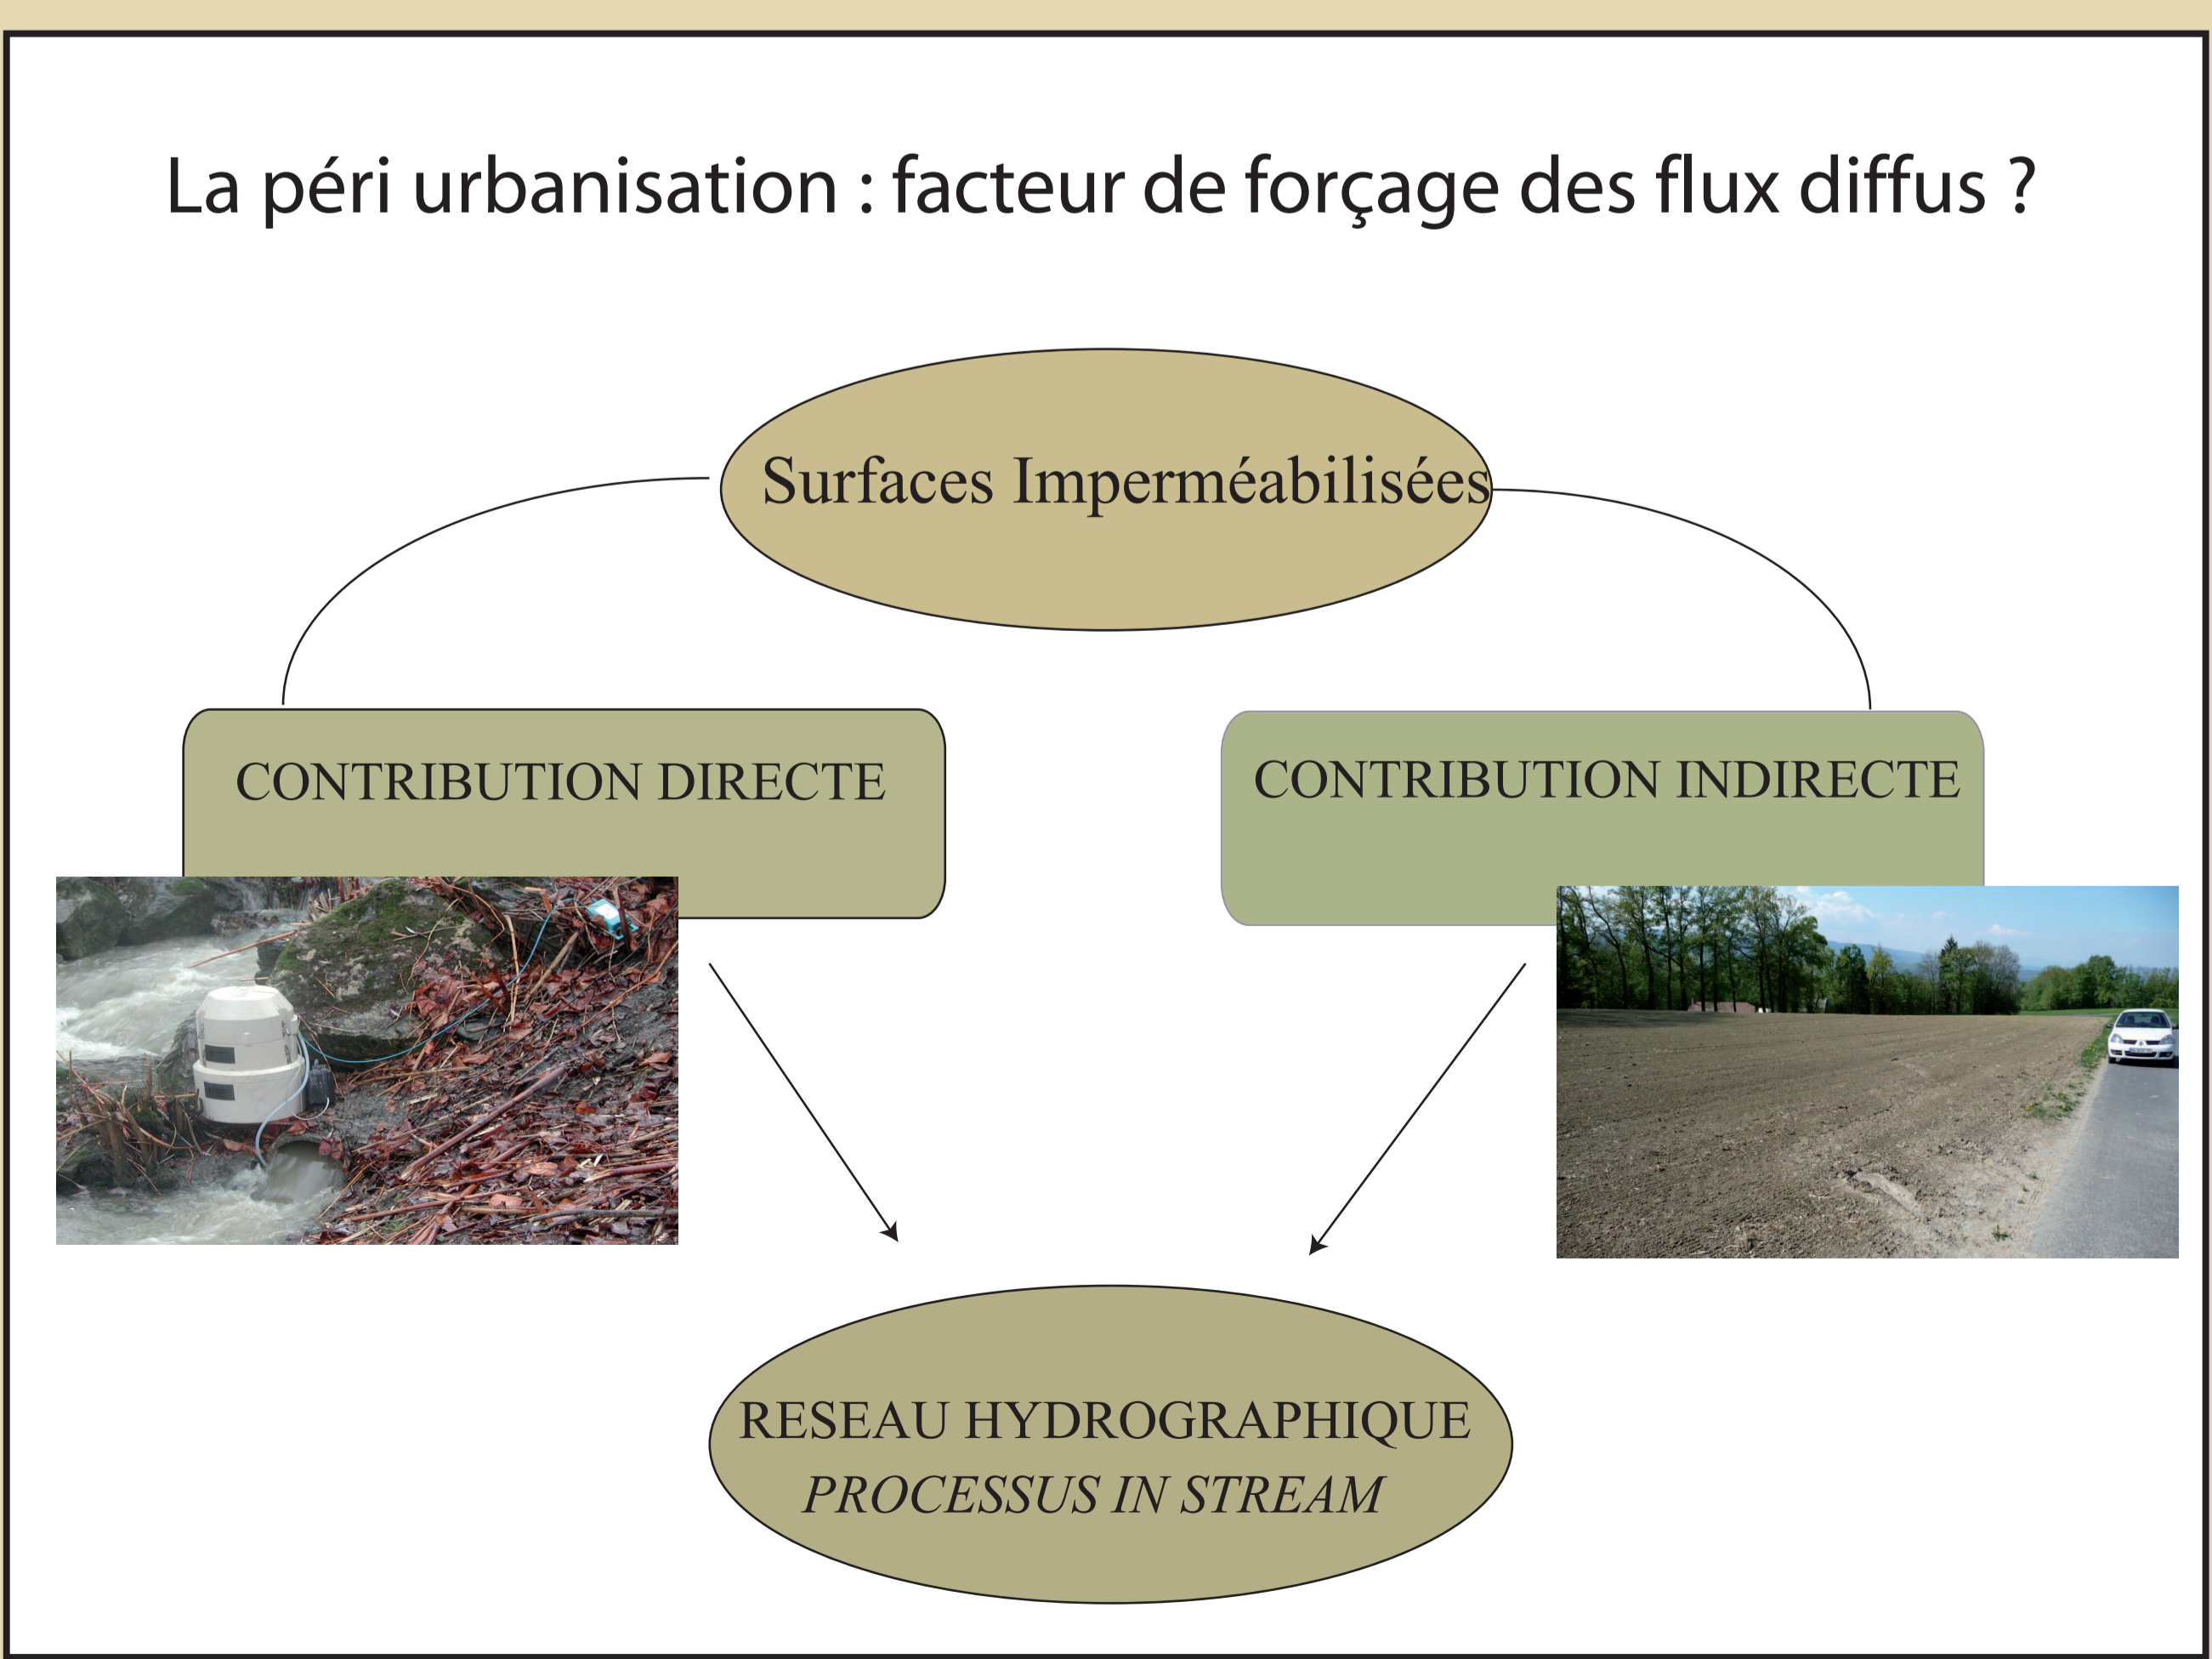 La péri urbanisation : facteur de forçage des flux diffus ?
Surfaces Imperméabilisées
CONTRIBUTION DIRECTE
CONTRIBUTION INDIRECTE
RESEAU HYDROGRAPHIQUE
PROCESSUS IN STREAM